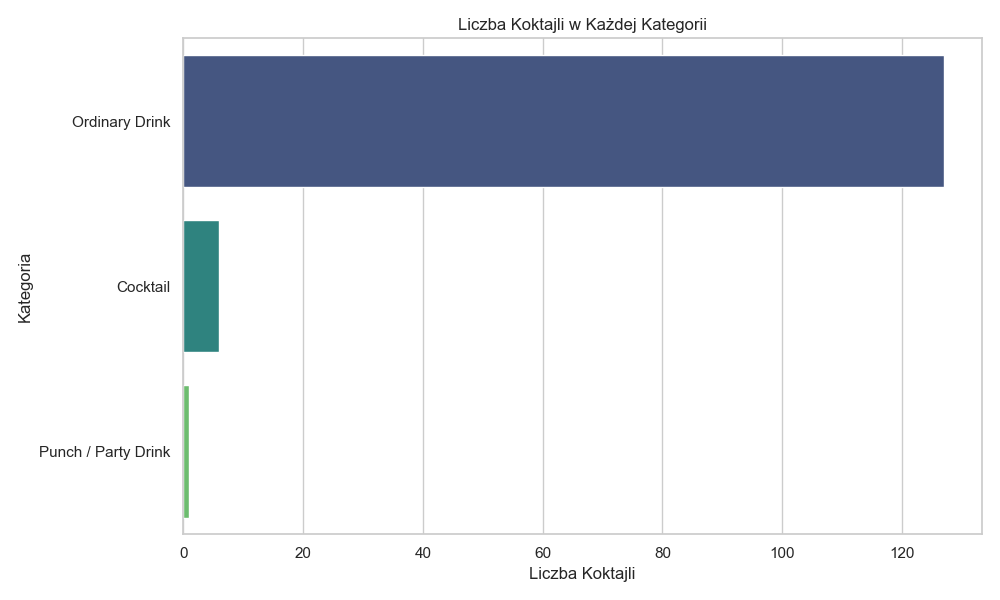 Liczba Koktajli w Każdej Kategorii
Kategoria
Ordinary Drink
Cocktail
Punch / Party Drink
0 20 40 60 80 100 120
Liczba Koktajli